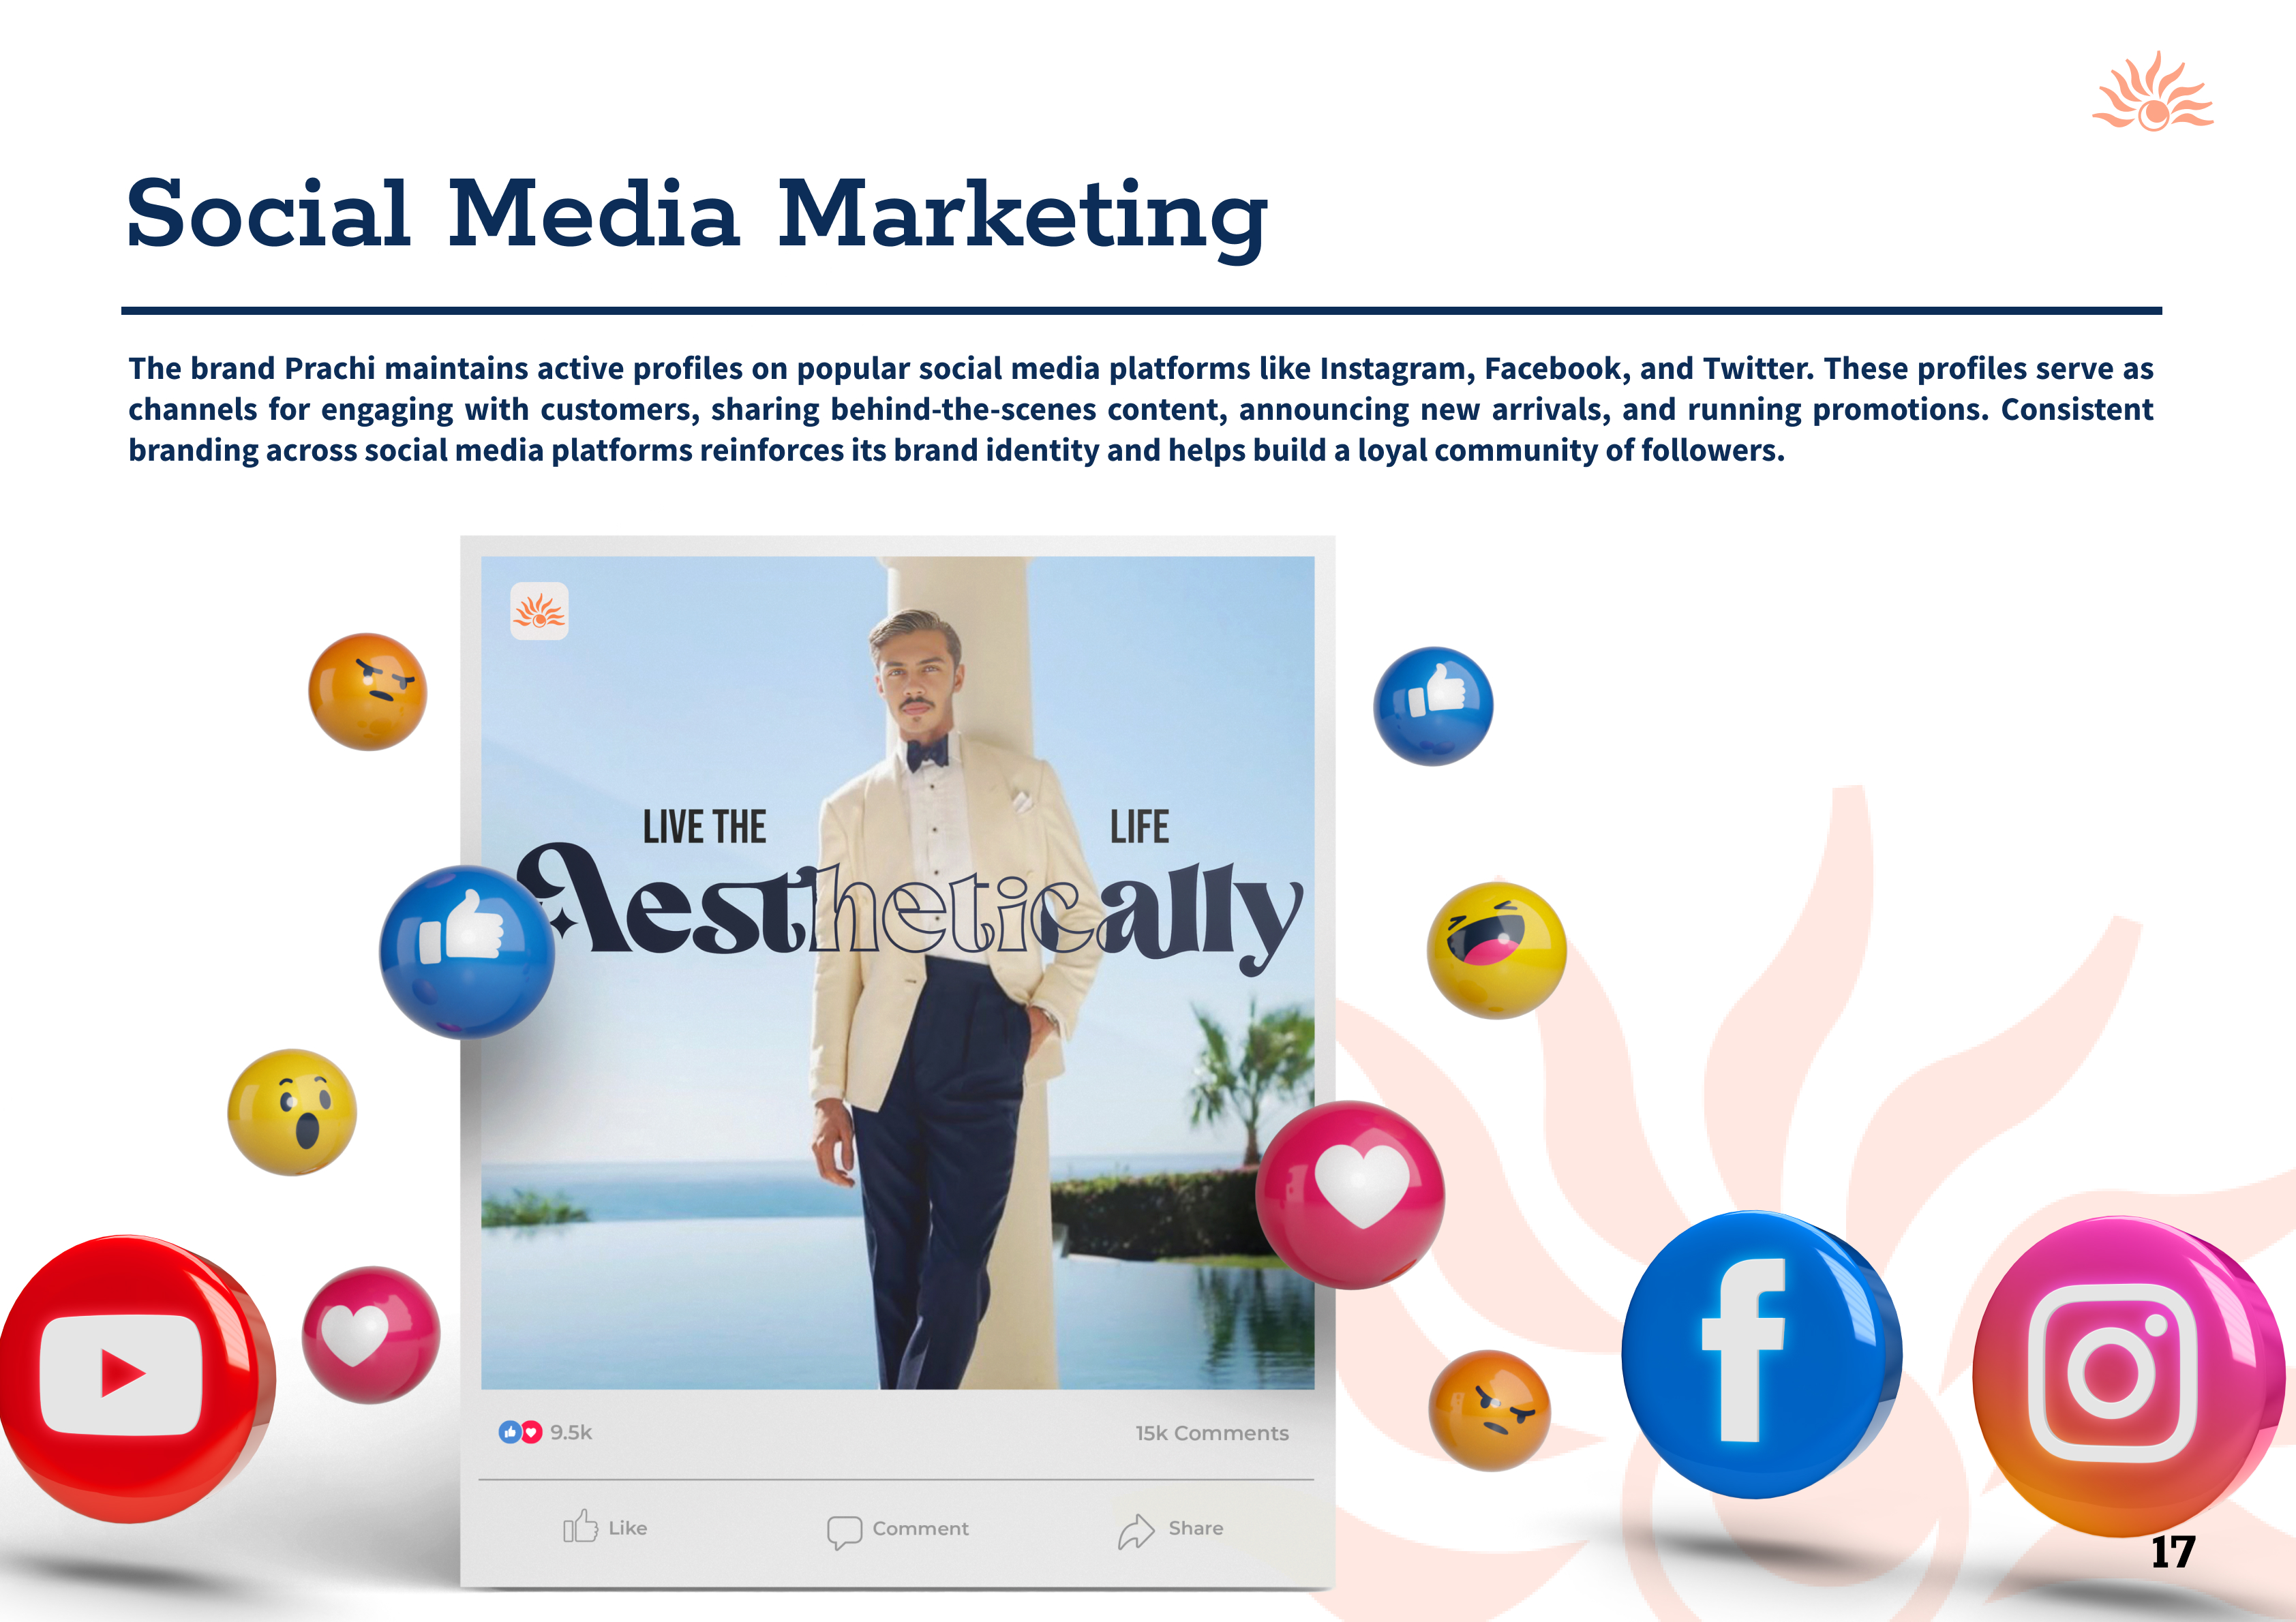 Social Media Marketing
The brand Prachi maintains active profiles on popular social media platforms like Instagram, Facebook, and Twitter. These profiles serve as
channels for engaging with customers, sharing behind-the-scenes content, announcing new arrivals, and running promotions. Consistent
branding across social media platforms reinforces its brand identity and helps build a loyal community of followers.
LIVE THE LIFE
Aesthetically
9.5k 15k Comments
Like Comment Share
17